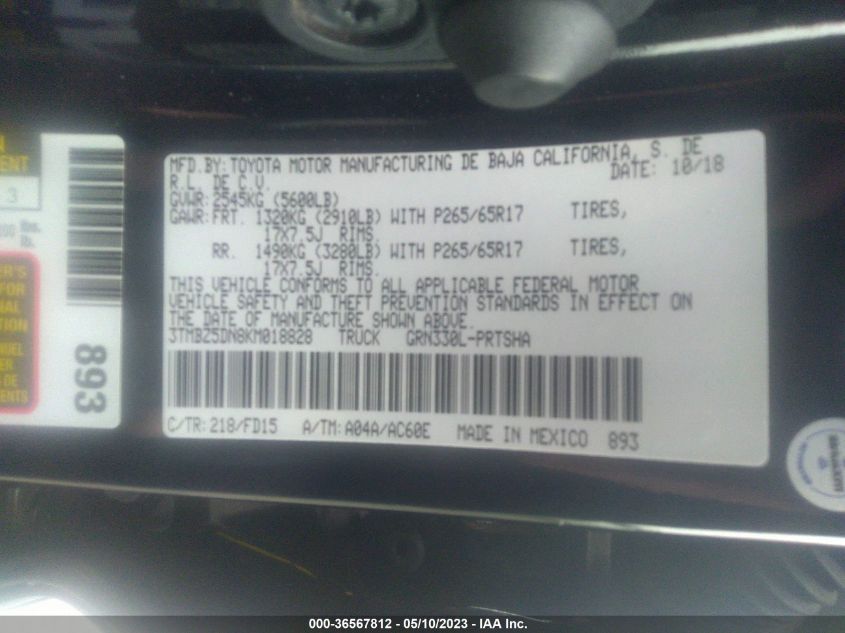 MFD.BY:TOYOTA MOTOR MANUFACTURING DE BAJA CALIFORNIA, S. DE
R.L. DE C.V. DATE: 10/18
GVWR:2545KG (5600LB)
GAWR:FRT. 1320KG (2910LB) WITH P265/65R17 TIRES,
17X7.5J RIMS.
RR. 1490KG (3280LB) WITH P265/65R17 TIRES,
17X7.5J RIMS.
THIS VEHICLE CONFORMS TO ALL APPLICABLE FEDERAL MOTOR
VEHICLE SAFETY AND THEFT PREVENTION STANDARDS IN EFFECT ON
THE DATE OF MANUFACTURE SHOWN ABOVE.
3TMBZ5DN8KM018828 TRUCK GRN330L-PRTSHA
C/TR:218/FD15 A/TM:A04A/AC60E MADE IN MEXICO 893
3
lbs.
lb.
893
000-36567812 - 05/10/2023 - IAA Inc.